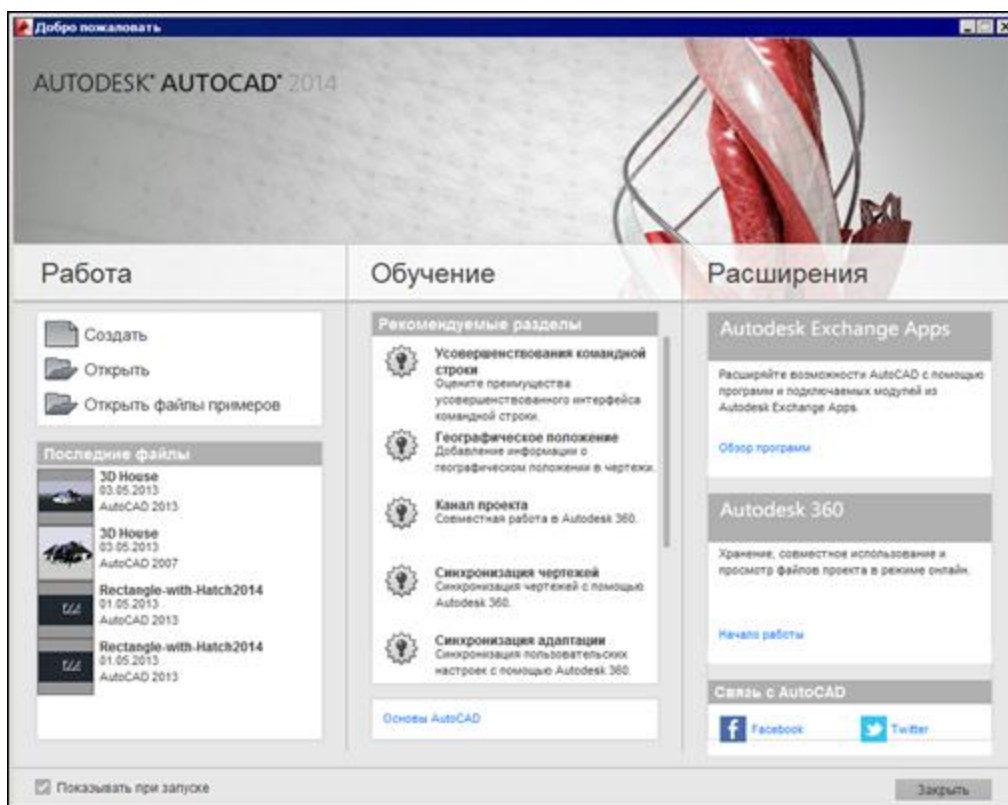 Добро пожаловать
AUTODESK® AUTOCAD® 2014
Работа
Создать
Открыть
Открыть файлы примеров
Последние файлы
3D House
03.05.2013
AutoCAD 2013
3D House
03.05.2013
AutoCAD 2007
Rectangle-with-Hatch2014
01.05.2013
AutoCAD 2013
Rectangle-with-Hatch2014
01.05.2013
AutoCAD 2013
Обучение
Рекомендуемые разделы
Усовершенствования командной
строки
Оцените преимущества
усовершенствованного интерфейса
командной строки.
Географическое положение
Добавление информации о
географическом положении в чертежи.
Канал проекта
Совместная работа в Autodesk 360.
Синхронизация чертежей
Синхронизация чертежей с помощью
Autodesk 360.
Синхронизация адаптации
Синхронизация пользовательских
настроек с помощью Autodesk 360.
Основы AutoCAD
Расширения
Autodesk Exchange Apps
Расширяйте возможности AutoCAD с помощью
программ и подключаемых модулей из
Autodesk Exchange Apps.
Обзор программ
Autodesk 360
Хранение, совместное использование и
просмотр файлов проекта в режиме онлайн.
Начало работы
Связь с AutoCAD
Facebook
Twitter
Показывать при запуске
Закрыть